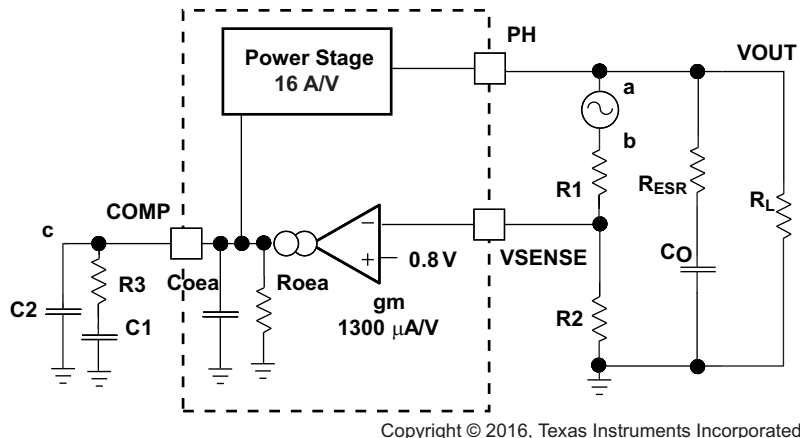 PH
VOUT
Power Stage
16 A/V
a
b
R1
RESR
RL
COMP
c
−
+
0.8 V
VSENSE
R3
Coea
Roea
CO
C2
C1
gm
1300 μA/V
R2
Copyright © 2016, Texas Instruments Incorporated